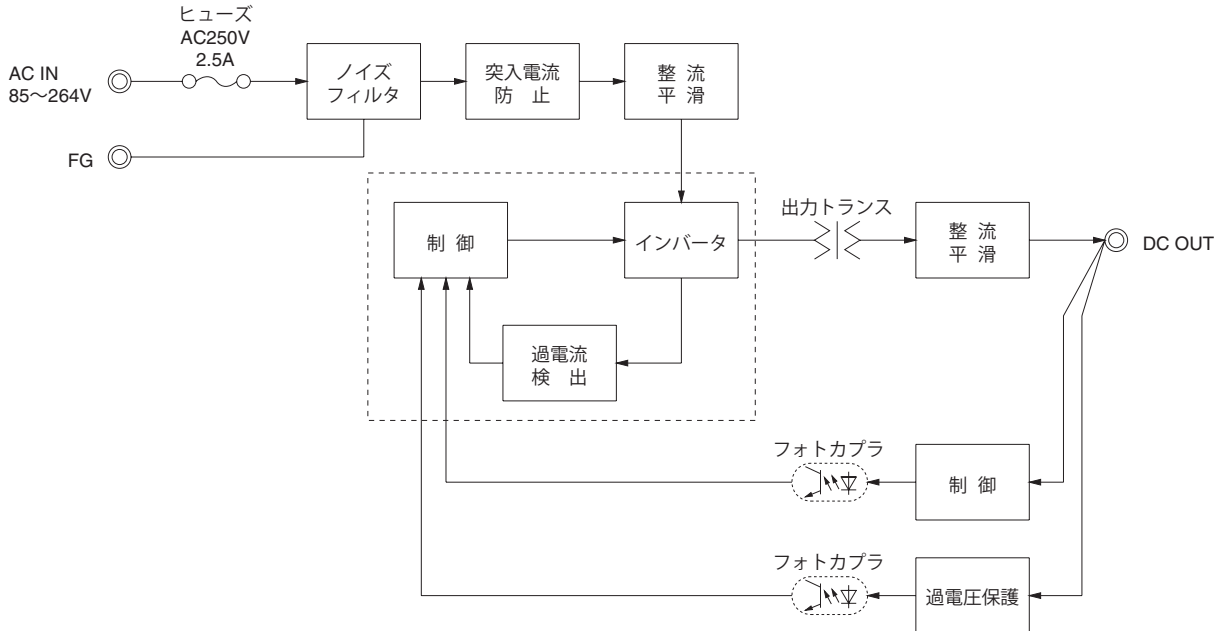 ヒューズ
AC250V
2.5A
AC IN
85～264V
FG
ノイズ
フィルタ
突入電流
防 止
整 流
平 滑
制 御
インバータ
過電流
検 出
出力トランス
整 流
平 滑
DC OUT
フォトカプラ
制 御
フォトカプラ
過電圧保護